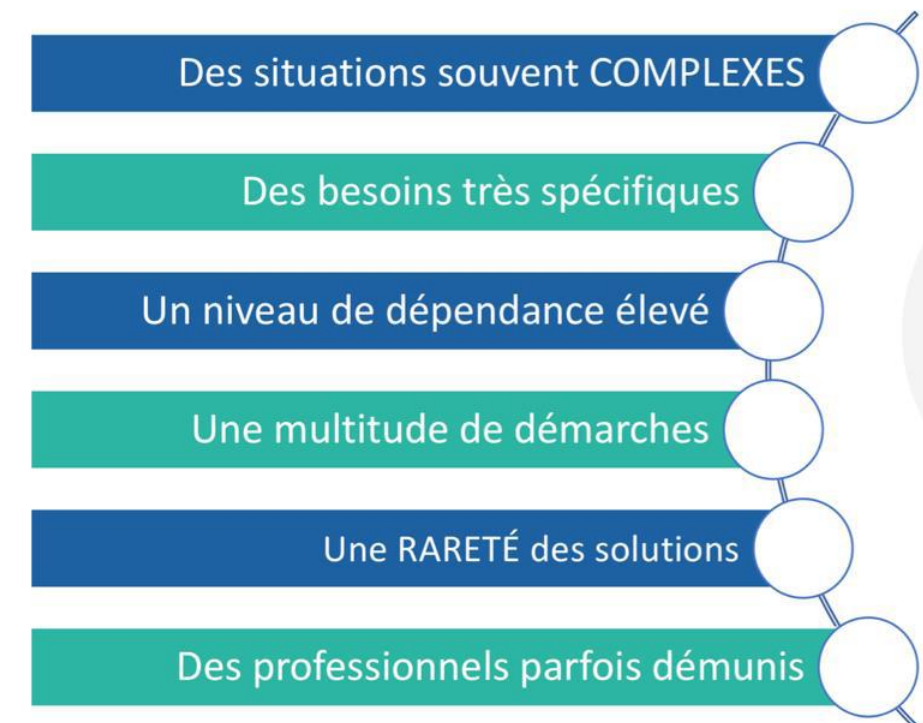 Des situations souvent COMPLEXES
Des besoins très spécifiques
Un niveau de dépendance élevé
Une multitude de démarches
Une RARETÉ des solutions
Des professionnels parfois démunis